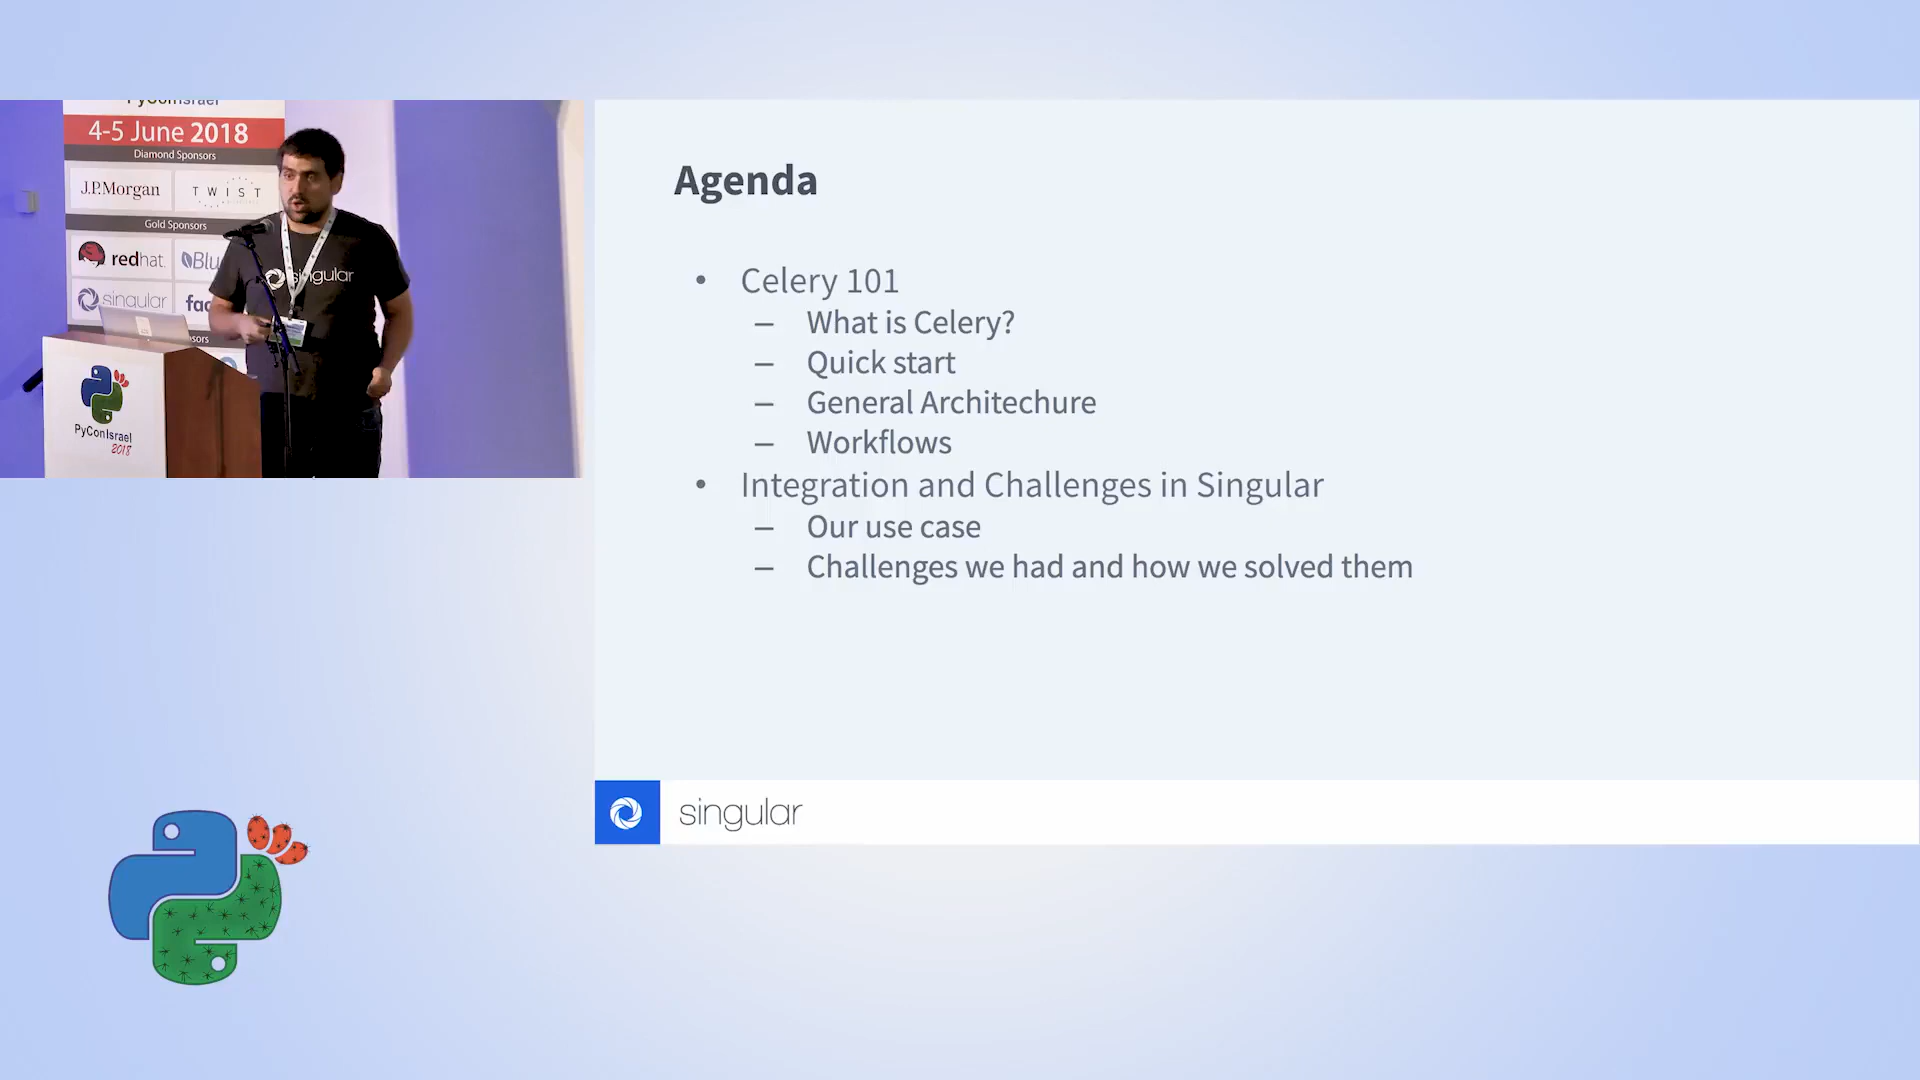 PyConIsrael
4-5 June 2018
Diamond Sponsors
J.P.Morgan
TWIST
Gold Sponsors
redhat.
singular
singular
PyConIsrael
2018
Agenda
• Celery 101
– What is Celery?
– Quick start
– General Architechure
– Workflows
• Integration and Challenges in Singular
– Our use case
– Challenges we had and how we solved them
singular